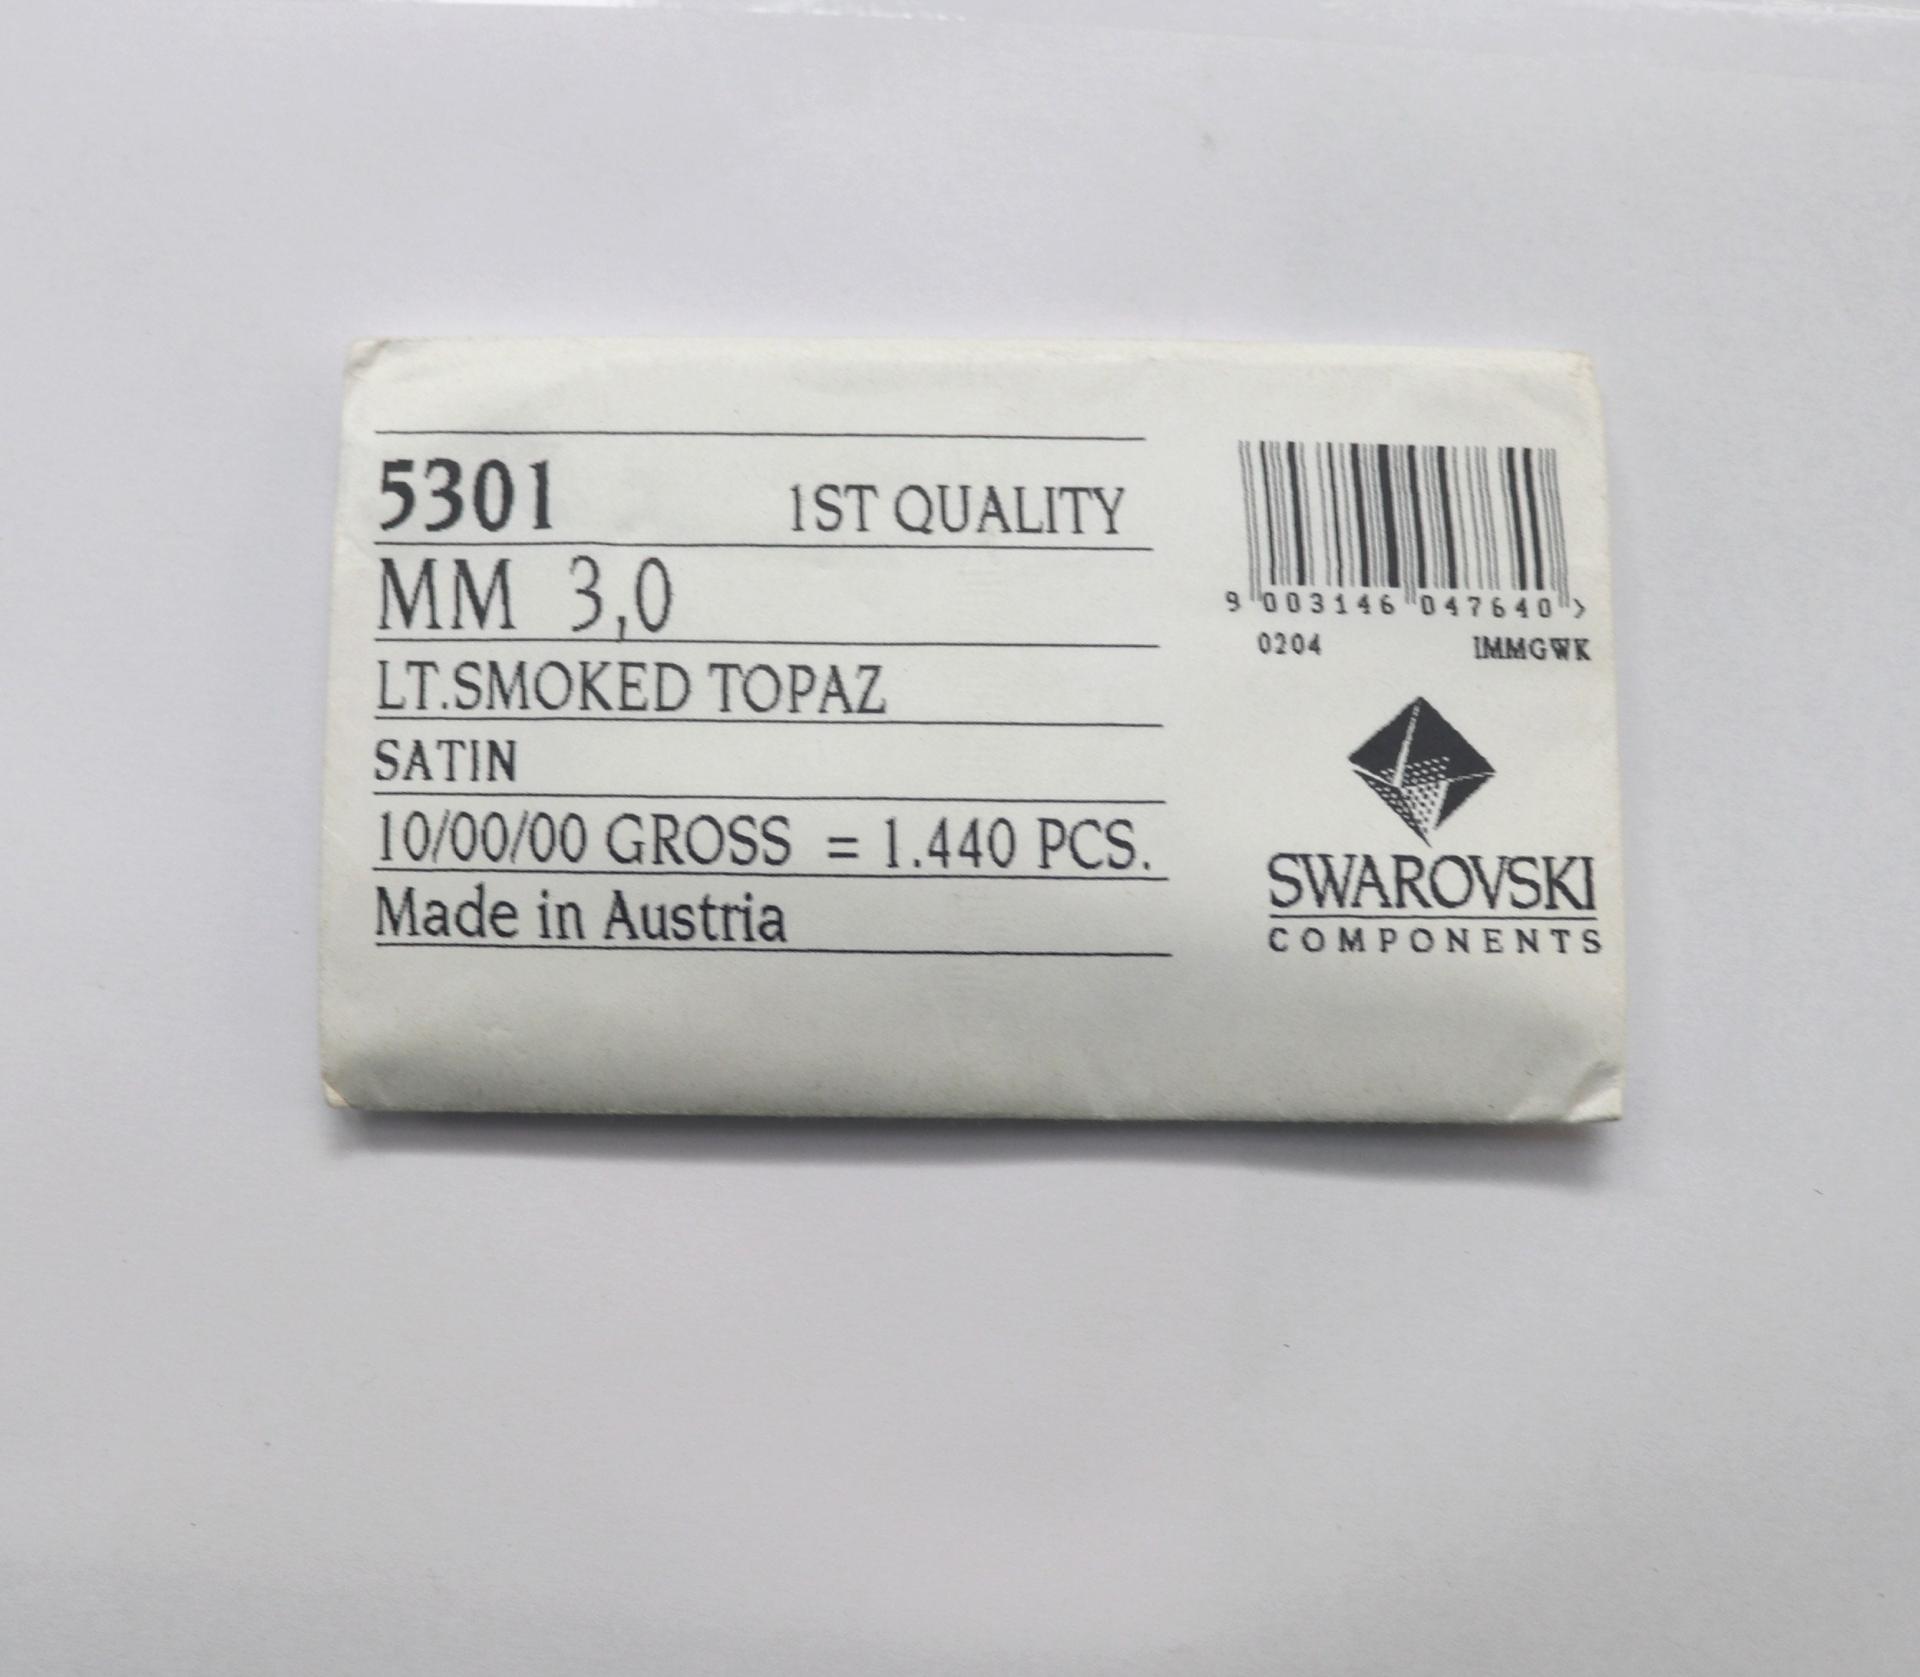 5301 1ST QUALITY
MM 3,0
LT.SMOKED TOPAZ
SATIN
10/00/00 GROSS = 1.440 PCS.
Made in Austria
9 003146 047640 >
0204 IMMGWK
SWAROVSKI
COMPONENTS